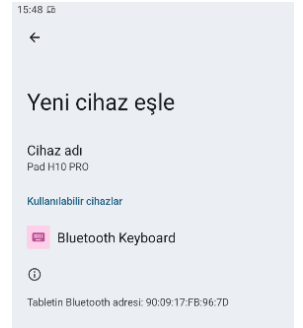 15:48
Yeni cihaz eşle
Cihaz adı
Pad H10 PRO
Kullanılabilir cihazlar
Bluetooth Keyboard
Tabletin Bluetooth adresi: 90:09:17:FB:96:7D